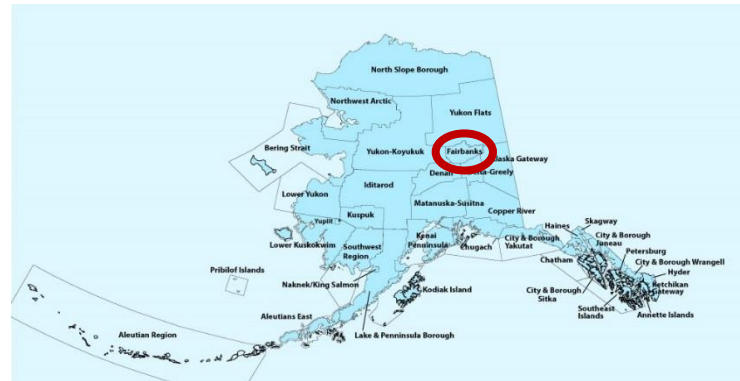 North Slope Borough
Northwest Arctic
Yukon Flats
Bering Strait
Yukon-Koyukuk
Fairbanks
Alaska Gateway
Denali
Delta-Greely
Iditarod
Lower Yukon
Matanuska-Susitna
Copper River
Kuspuk
Yupiit
Lower Kuskokwim
Southwest
Region
Kenai
Penninsula
Chugach
City & Borough
Yakutat
Haines
Skagway
City & Borough
Juneau
Petersburg
City & Borough Wrangell
Hyder
Chatham
Ketchikan
Gateway
City & Borough
Sitka
Southeast
Islands
Annette Islands
Pribilof Islands
Naknek/King Salmon
Kodiak Island
Aleutians East
Lake & Penninsula Borough
Aleutian Region